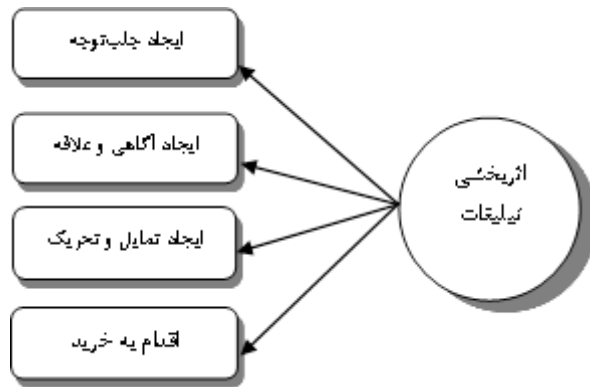 ایجاد جلب‌توجه
ایجاد آگاهی و علاقه
ایجاد تمایل و تحریک
اقدام به خرید
اثربخشی
تبلیغات